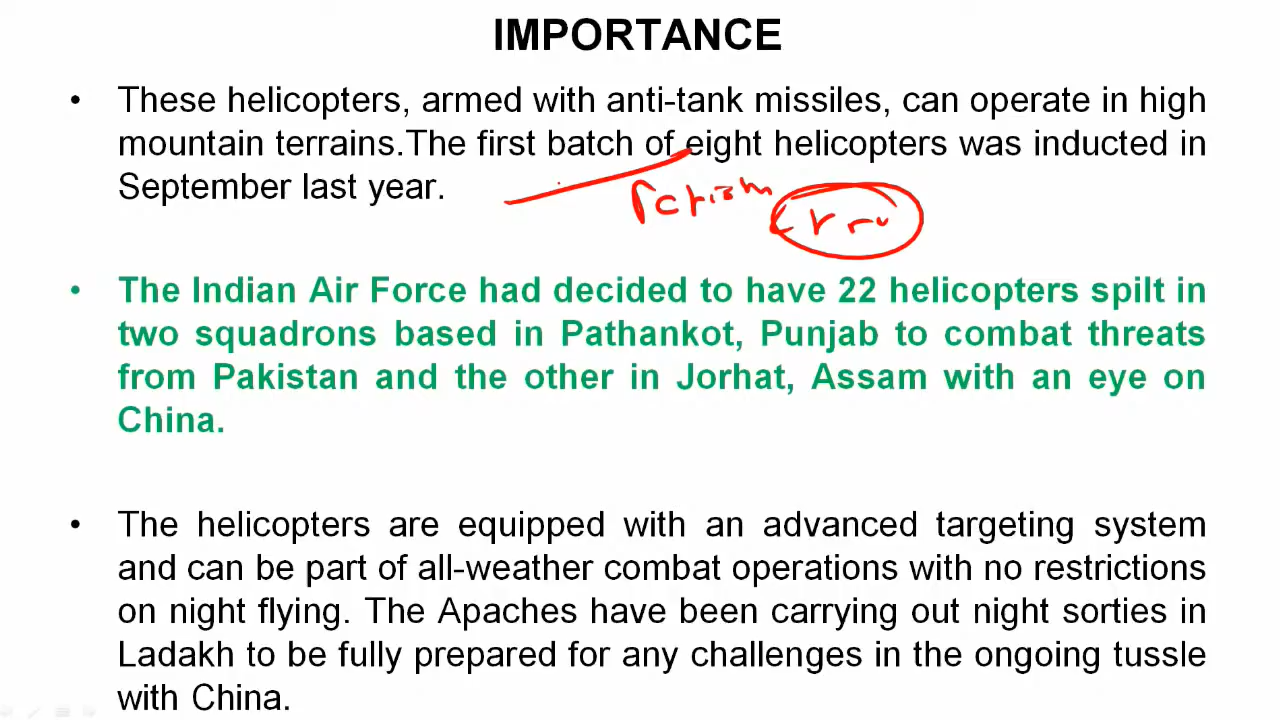 IMPORTANCE
• These helicopters, armed with anti-tank missiles, can operate in high
mountain terrains.The first batch of eight helicopters was inducted in
September last year.
• The Indian Air Force had decided to have 22 helicopters spilt in
two squadrons based in Pathankot, Punjab to combat threats
from Pakistan and the other in Jorhat, Assam with an eye on
China.
• The helicopters are equipped with an advanced targeting system
and can be part of all-weather combat operations with no restrictions
on night flying. The Apaches have been carrying out night sorties in
Ladakh to be fully prepared for any challenges in the ongoing tussle
with China.